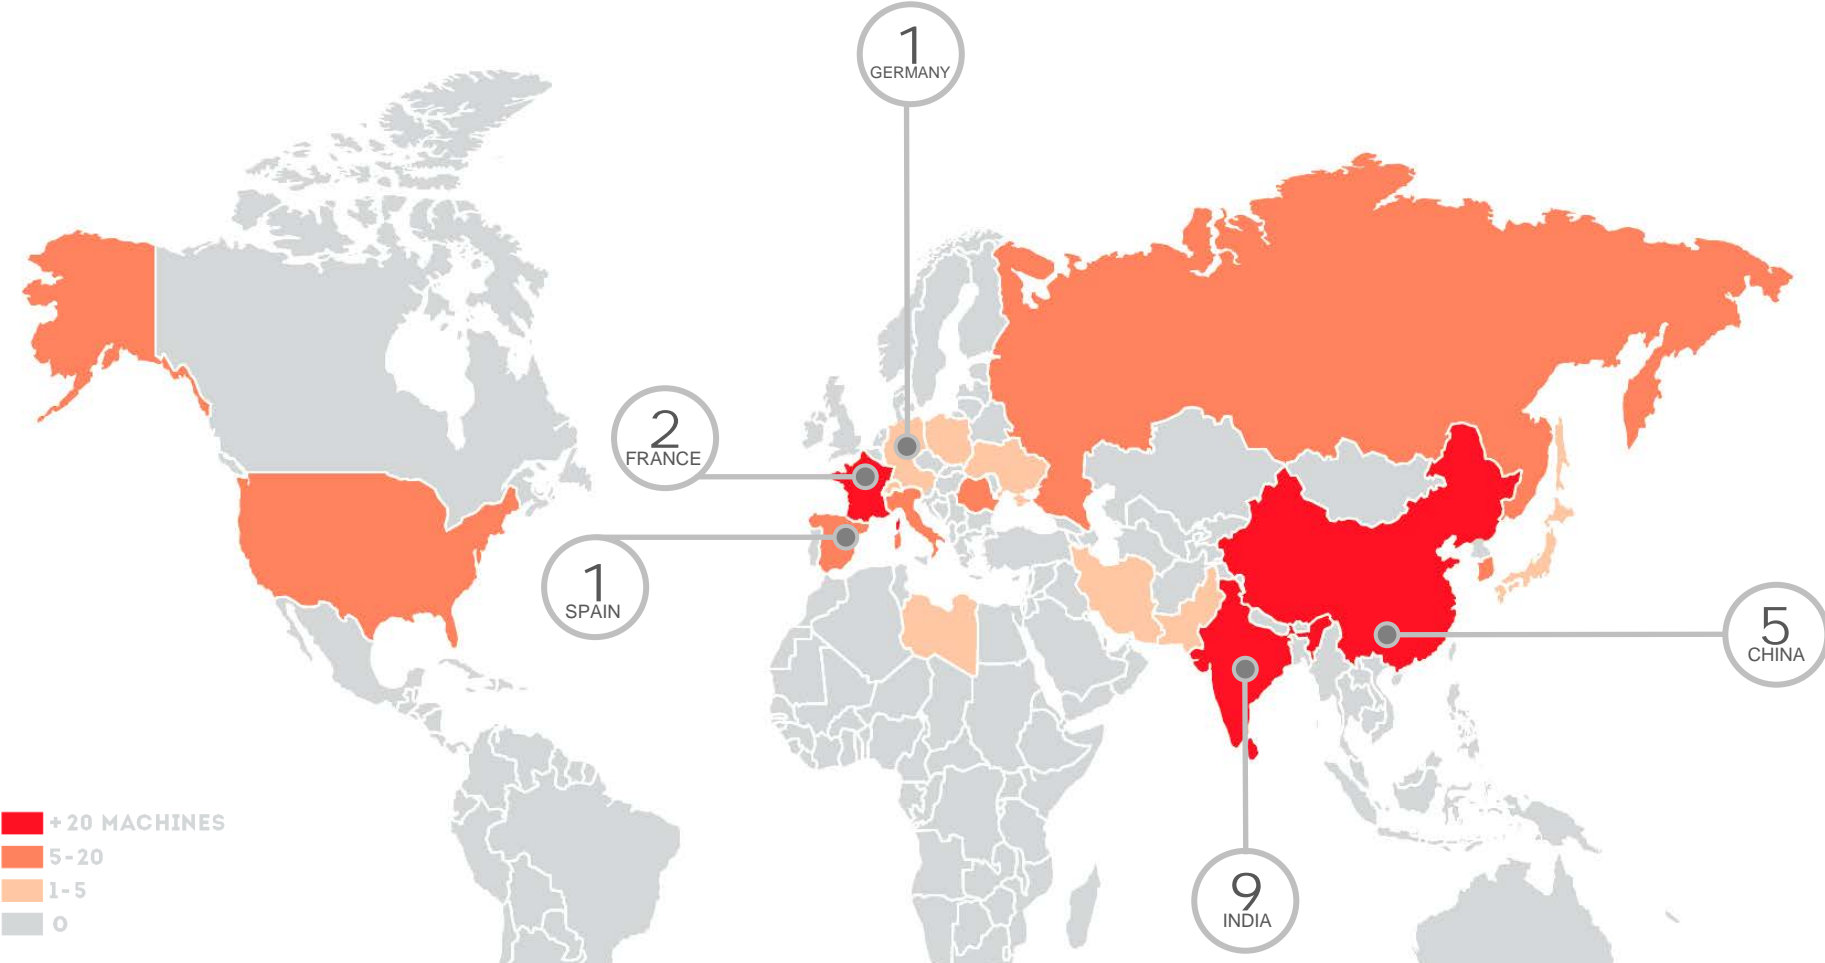 1
GERMANY
2
FRANCE
1
SPAIN
5
CHINA
9
INDIA
+20 MACHINES
5-20
1-5
0